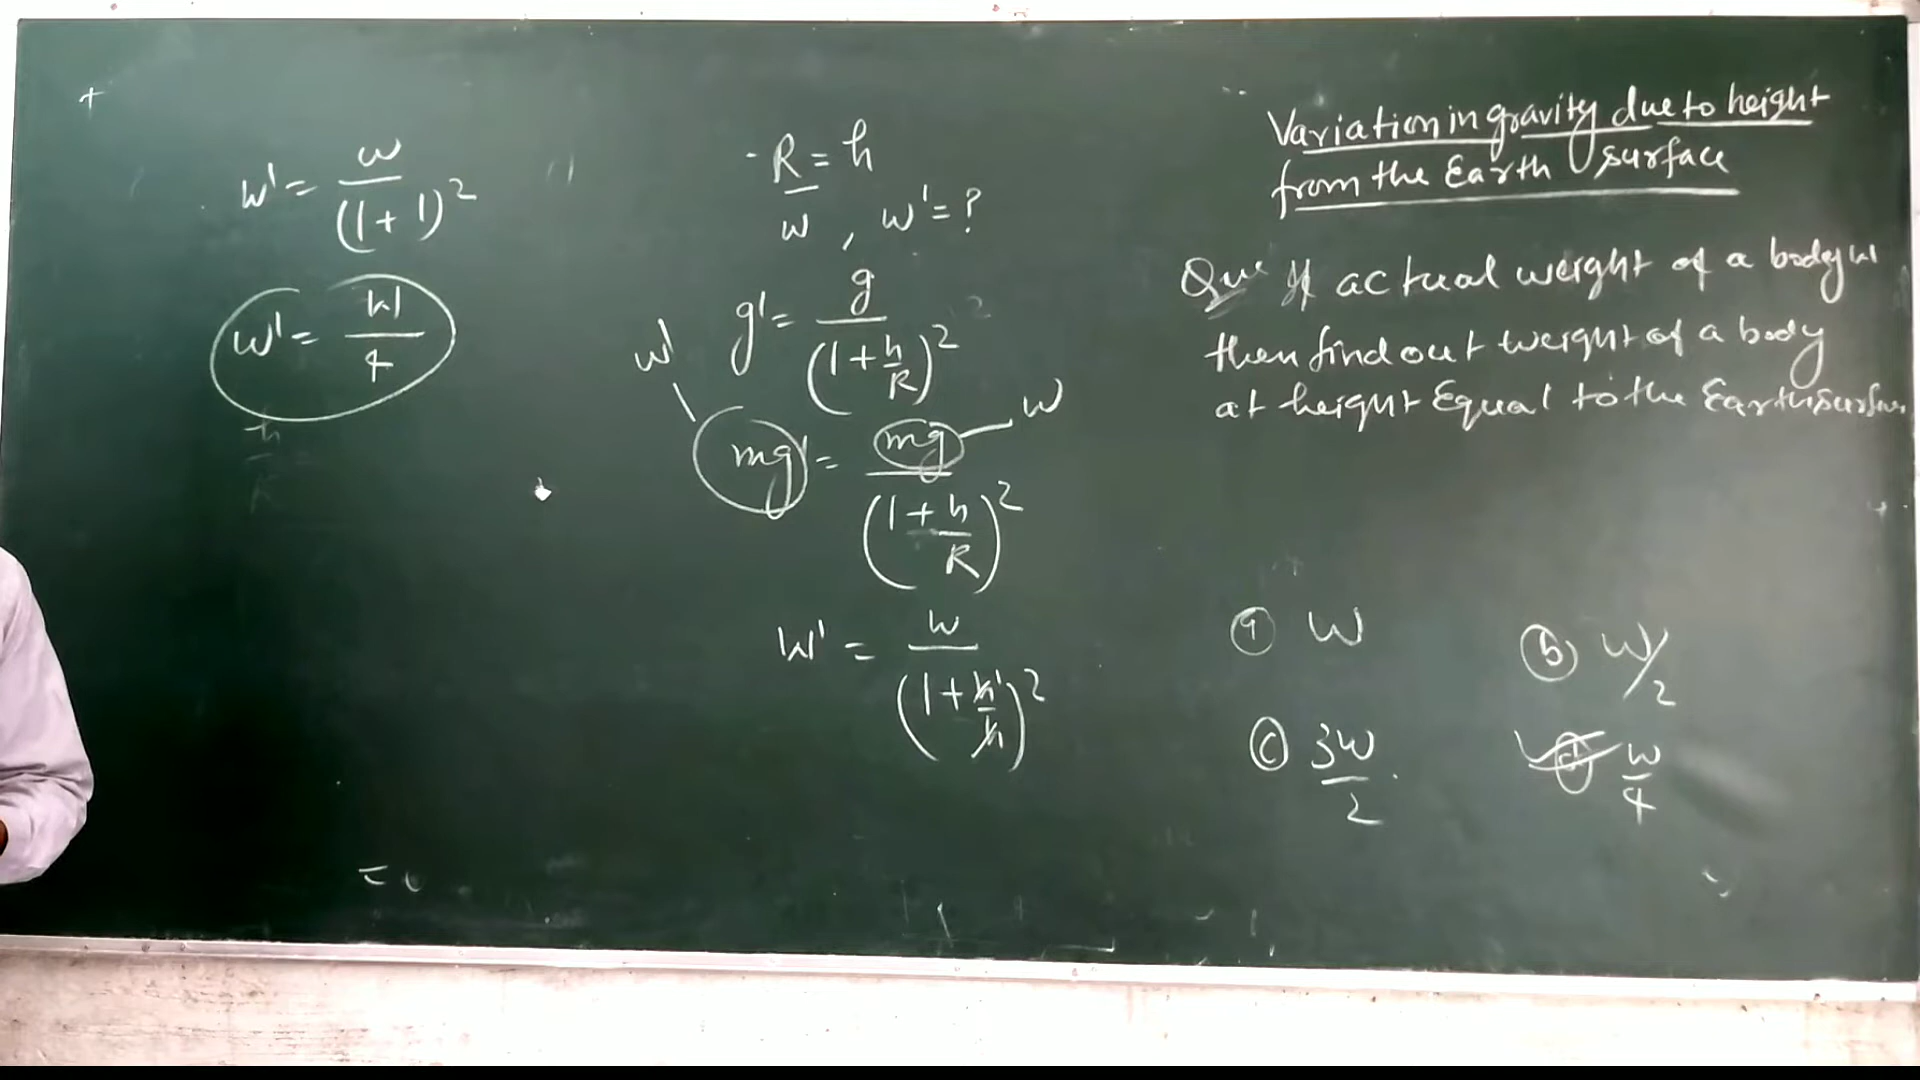 Variation in gravity due to height
from the Earth surface
Que If actual weight of a body W
then find out weight of a body
at height Equal to the Earth surface
(a) W
(b) W/2
(c) 3W/2
(d) W/4
R = h
W, W' = ?
g' = g/(1 + h/R)²
W'
mg' = mg/(1 + h/R)²
W
W' = W/(1 + h/h)²
W' = W/(1 + 1)²
W' = W/4